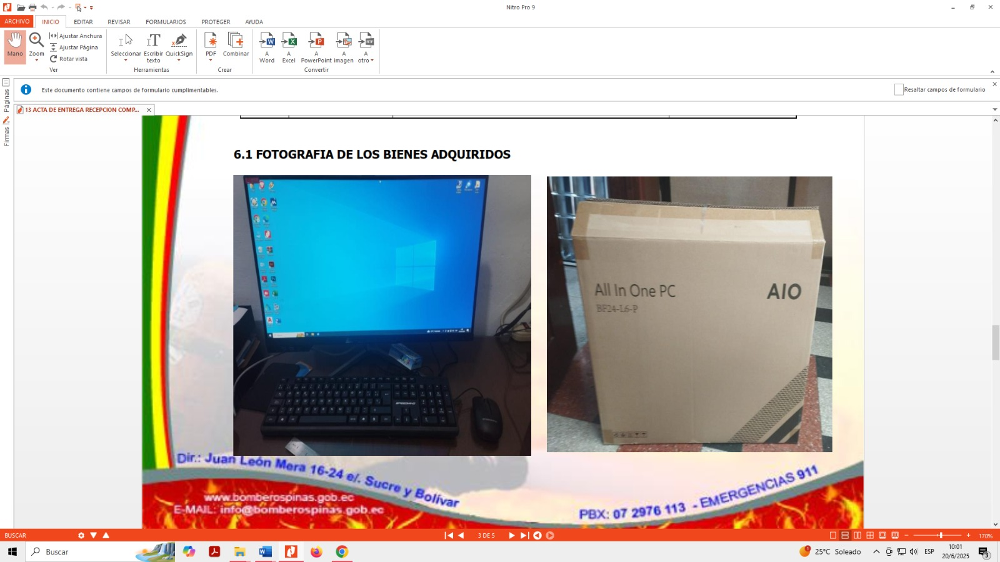 Nitro Pro 9
ARCHIVO INICIO EDITAR REVISAR FORMULARIOS PROTEGER AYUDA
Mano
Zoom
Ajustar Anchura
Ajustar Página
Rotar vista
Ver
Seleccionar
Escribir texto
QuickSign
Herramientas
PDF
Combinar
Crear
A Word
A Excel
A PowerPoint
A imagen
A otro
Convertir
Páginas
Firmas
Este documento contiene campos de formulario cumplimentables.
Resaltar campos de formulario
13 ACTA DE ENTREGA RECEPCION COMP...
6.1 FOTOGRAFIA DE LOS BIENES ADQUIRIDOS
All In One PC
AIO
BF24-L6-P
Dir.: Juan León Mera 16-24 e/. Sucre y Bolívar
www.bomberospinas.gob.ec
E-MAIL: info@bomberospinas.gob.ec
PBX: 07 2976 113 - EMERGENCIAS 911
BUSCAR
3 DE 5
170%
Buscar
25°C Soleado
ESP
10:01
20/6/2025
3